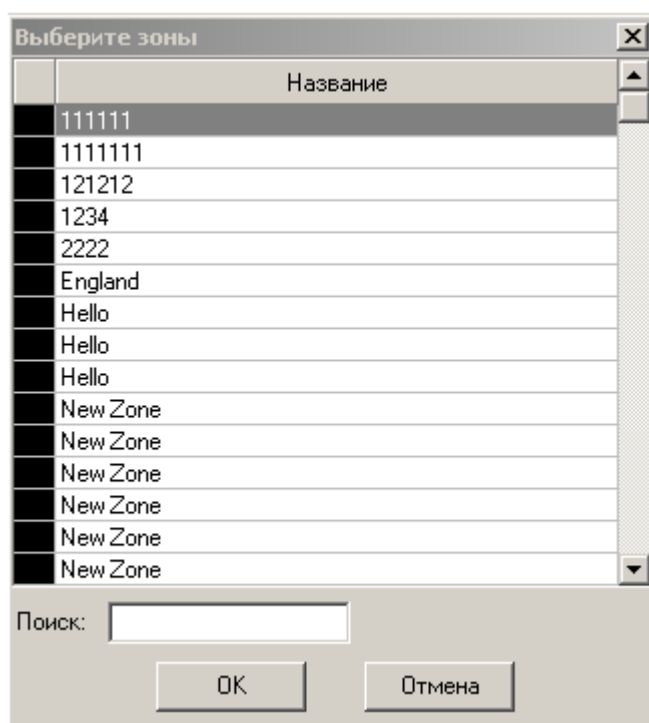 Выберите зоны
Название
111111
1111111
121212
1234
2222
England
Hello
Hello
Hello
New Zone
New Zone
New Zone
New Zone
New Zone
New Zone
Поиск:
OK Отмена